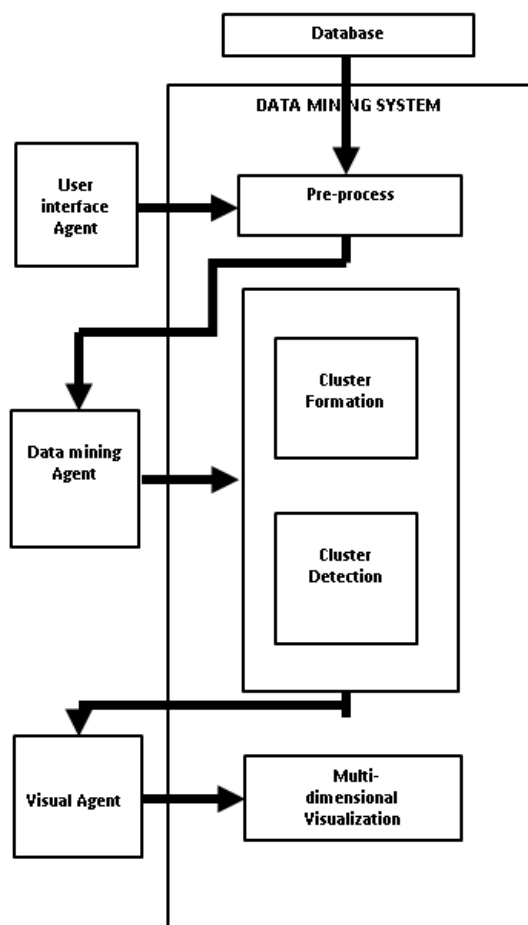 Database
DATA MINING SYSTEM
User
interface
Agent
Pre-process
Cluster
Formation
Data mining
Agent
Cluster
Detection
Visual Agent
Multi-
dimensional
Visualization